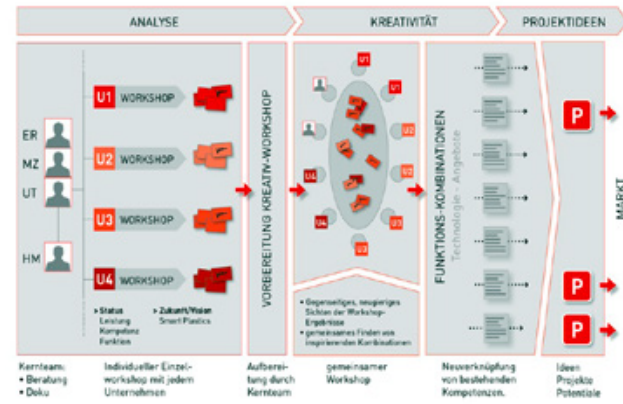 ANALYSE
KREATIVITÄT
PROJEKTIDEEN
ER
MZ
UT
HM
U1 WORKSHOP
U2 WORKSHOP
U3 WORKSHOP
U4 WORKSHOP
▸ Status
Leistung
Kompetenz
Funktion
▸ Zukunft/Vision
Smart Plastics
VORBEREITUNG KREATIV-WORKSHOP
U1
U1
U2
U2
U3
U3
U4
U4
• Gegenseitiges, neugieriges
Sichten der Workshop-
Ergebnisse
• gemeinsames Finden von
inspirierenden Kombinationen
FUNKTIONS-KOMBINATIONEN
Technologie - Angebote
P
P
P
MARKT
Kernteam:
• Beratung
• Doku
Individueller Einzel-
workshop mit jedem
Unternehmen
Aufberei-
tung durch
Kernteam
gemeinsamer
Workshop
Neuverknüpfung
von bestehenden
Kompetenzen.
Ideen
Projekte
Potentiale